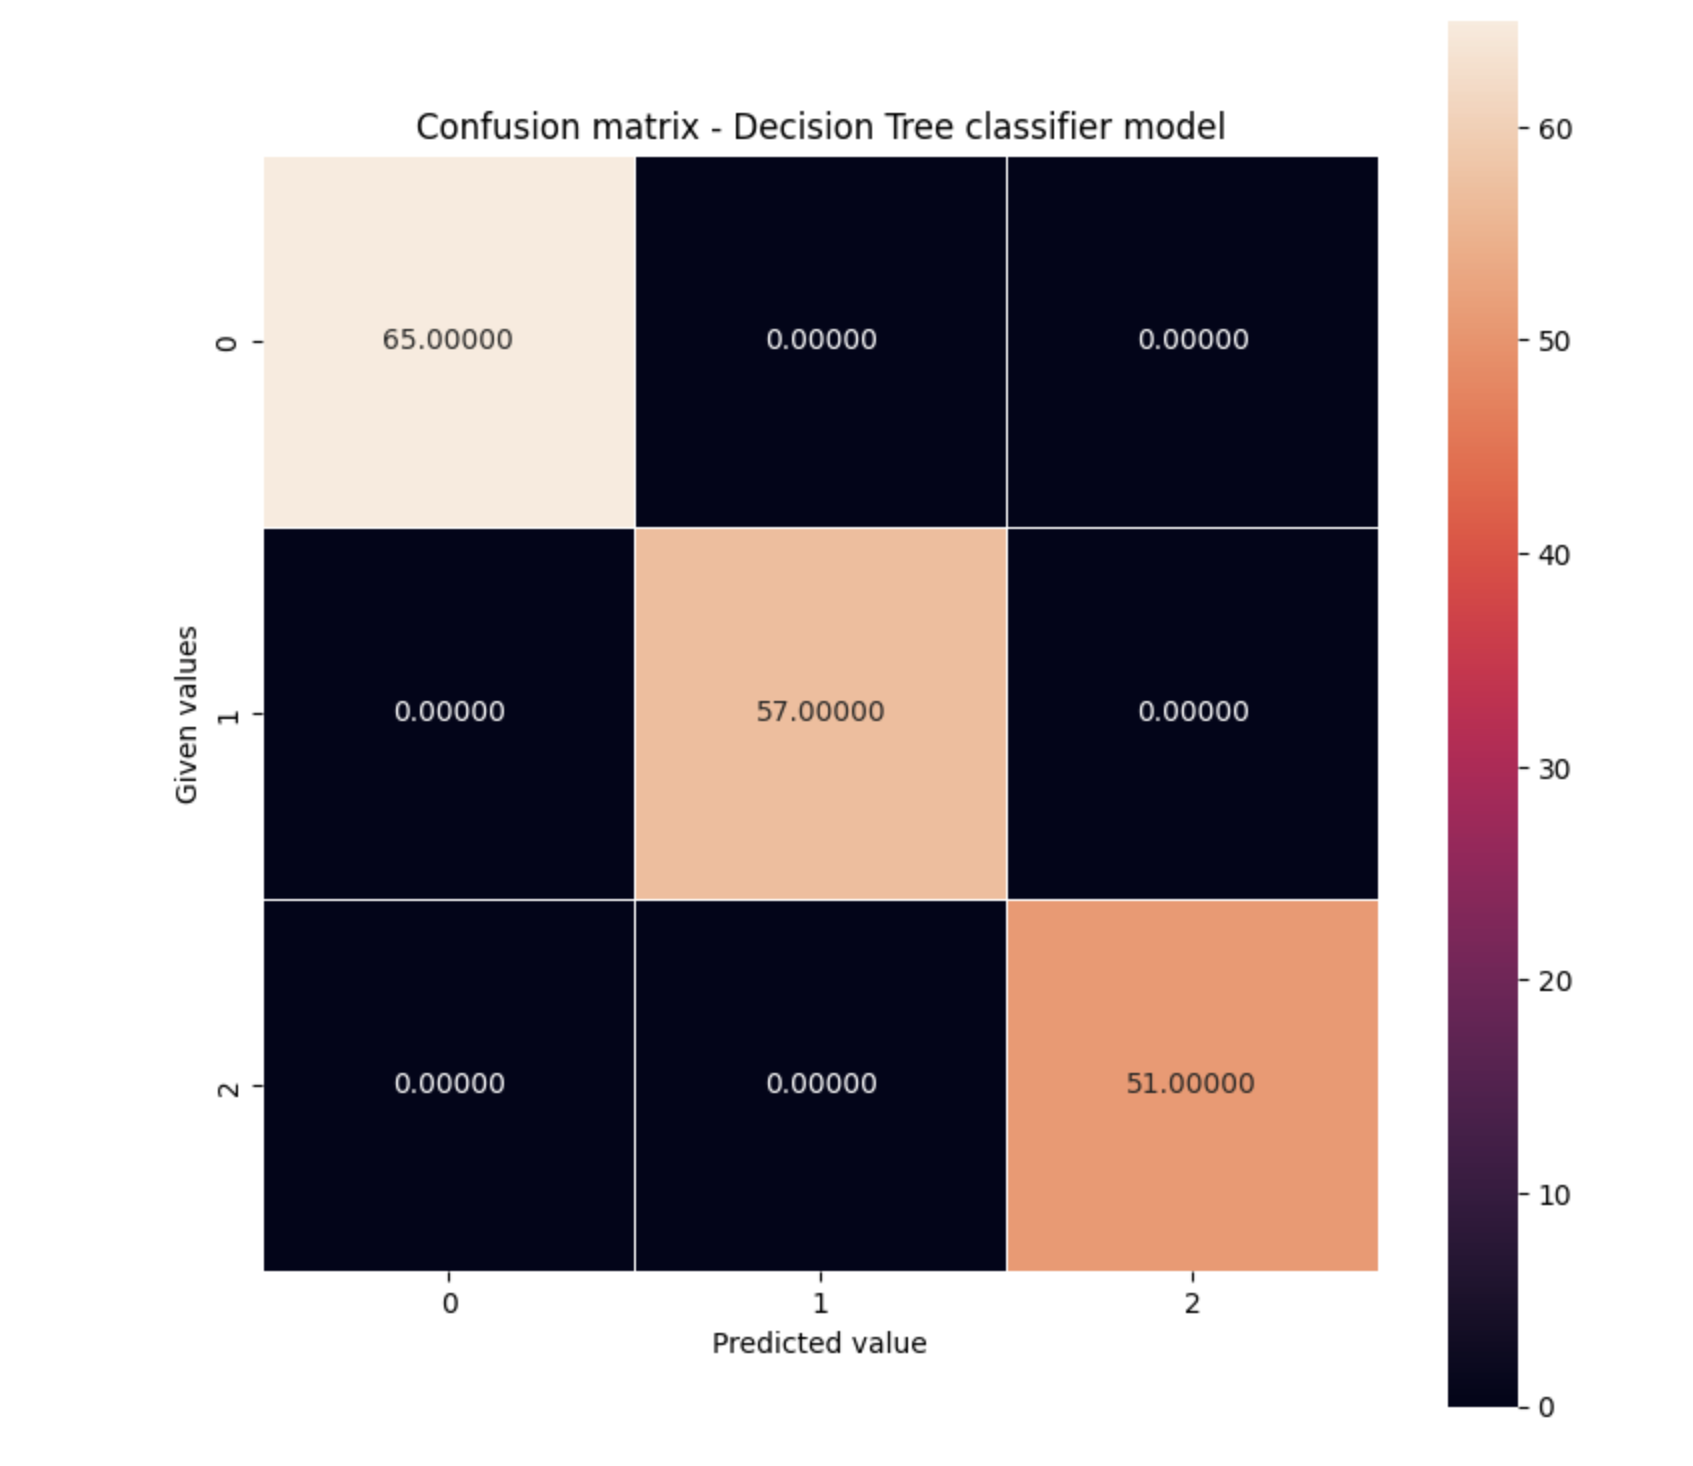 Confusion matrix - Decision Tree classifier model
65.00000 0.00000 0.00000
0.00000 57.00000 0.00000
0.00000 0.00000 51.00000
0
1
2
Given values
0 1 2
Predicted value
60
50
40
30
20
10
0